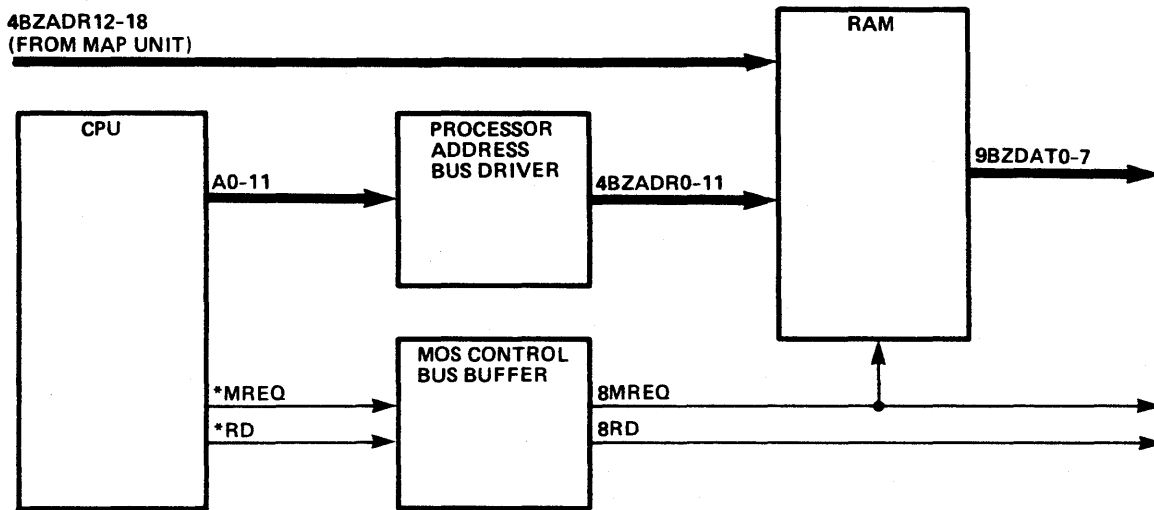 4BZADR12-18
(FROM MAP UNIT)
RAM
CPU
PROCESSOR
ADDRESS
BUS DRIVER
9BZDAT0-7
A0-11
4BZADR0-11
MOS CONTROL
BUS BUFFER
*MREQ
8MREQ
*RD
8RD